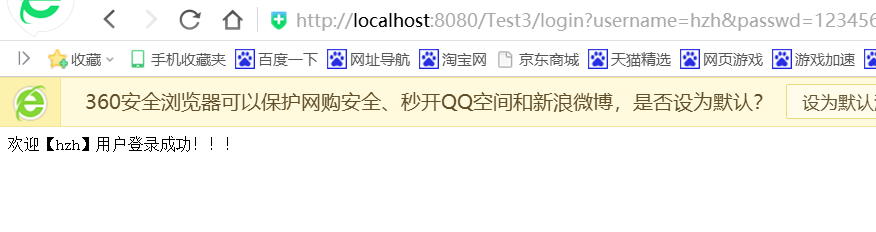 http://localhost:8080/Test3/login?username=hzh&passwd=123456
收藏 手机收藏夹 百度一下 网址导航 淘宝网 京东商城 天猫精选 网页游戏 游戏加速
360安全浏览器可以保护网购安全、秒开QQ空间和新浪微博，是否设为默认？ 设为默认
欢迎【hzh】用户登录成功！！！